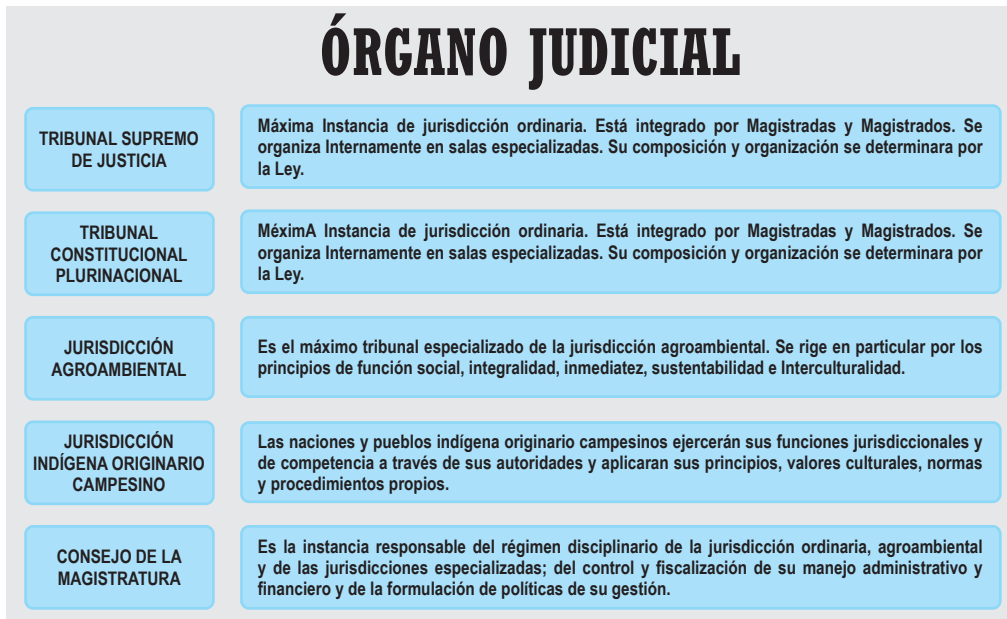 ÓRGANO JUDICIAL
TRIBUNAL SUPREMO
DE JUSTICIA
Máxima Instancia de jurisdicción ordinaria. Está integrado por Magistradas y Magistrados. Se
organiza Internamente en salas especializadas. Su composición y organización se determinara por
la Ley.
TRIBUNAL
CONSTITUCIONAL
PLURINACIONAL
MéximA Instancia de jurisdicción ordinaria. Está integrado por Magistradas y Magistrados. Se
organiza Internamente en salas especializadas. Su composición y organización se determinara por
la Ley.
JURISDICCIÓN
AGROAMBIENTAL
Es el máximo tribunal especializado de la jurisdicción agroambiental. Se rige en particular por los
principios de función social, integralidad, inmediatez, sustentabilidad e Interculturalidad.
JURISDICCIÓN
INDÍGENA ORIGINARIO
CAMPESINO
Las naciones y pueblos indígena originario campesinos ejercerán sus funciones jurisdiccionales y
de competencia a través de sus autoridades y aplicaran sus principios, valores culturales, normas
y procedimientos propios.
CONSEJO DE LA
MAGISTRATURA
Es la instancia responsable del régimen disciplinario de la jurisdicción ordinaria, agroambiental
y de las jurisdicciones especializadas; del control y fiscalización de su manejo administrativo y
financiero y de la formulación de políticas de su gestión.